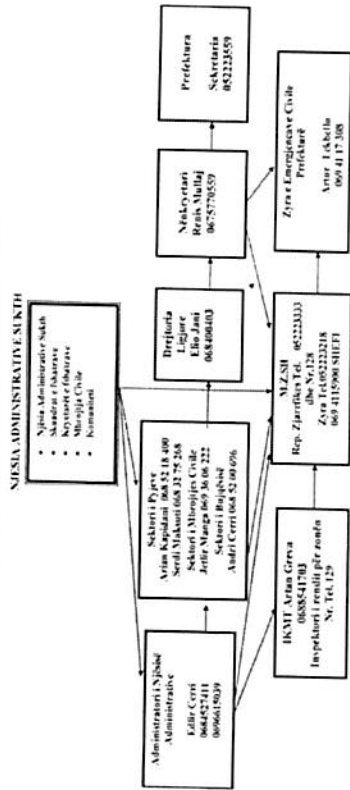 NJESIA ADMINISTRATIVE SUKTH
• Njësia Administrative Sukth
• Skuadrat e fshatrave
• Kryetarët e fshatrave
• Mbrojtja Civile
• Komuniteti
Administratori i Njësisë
Administrative
Edlir Cerri
0684527411
0696615039
Sektori i Pyjeve
Arian Kapidani 068 52 18 400
Serdi Maksuti 068 32 75 268
Sektori i Mbrojtjes Civile
Jetlir Manga 069 36 06 222
Sektori i Bujqësisë
Andri Cerri 068 52 00 696
Drejtoria
Ligjore
Elio Jani
068400403
Nënkryetari
Renis Mullaj
0675770559
Prefektura
Sekretaria
052223559
IKMT Artan Greva
0688541703
Inspektori i rendit për zonën
Nr. Tel. 129
M.Z.SH
Rep. Zjarrfikës Tel. 052223333
dhe Nr.128
Zyra Tel.052223218
069 4115900 SHEFI
Zyra e Emergjencave Civile
Prefekturë
Artur
069 41 17 308